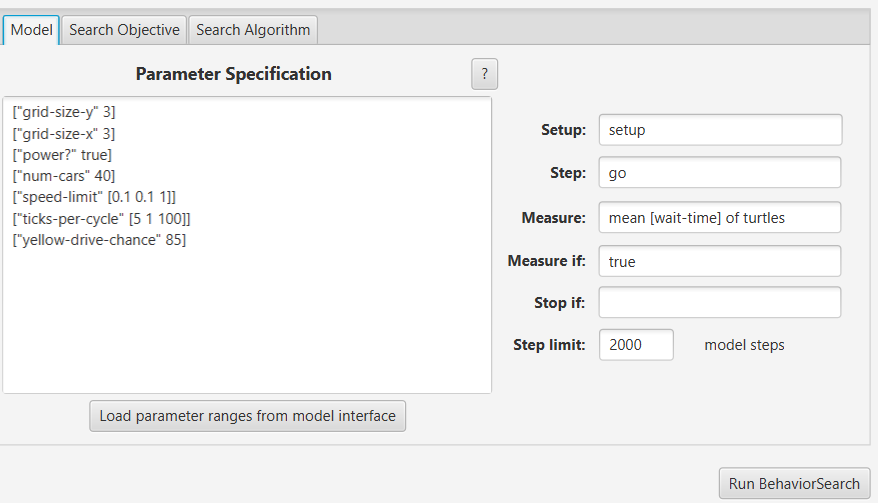 Model Search Objective Search Algorithm
Parameter Specification ?
["grid-size-y" 3]
["grid-size-x" 3]
["power?" true]
["num-cars" 40]
["speed-limit" [0.1 0.1 1]]
["ticks-per-cycle" [5 1 100]]
["yellow-drive-chance" 85]
Load parameter ranges from model interface
Setup: setup
Step: go
Measure: mean [wait-time] of turtles
Measure if: true
Stop if:
Step limit: 2000 model steps
Run BehaviorSearch